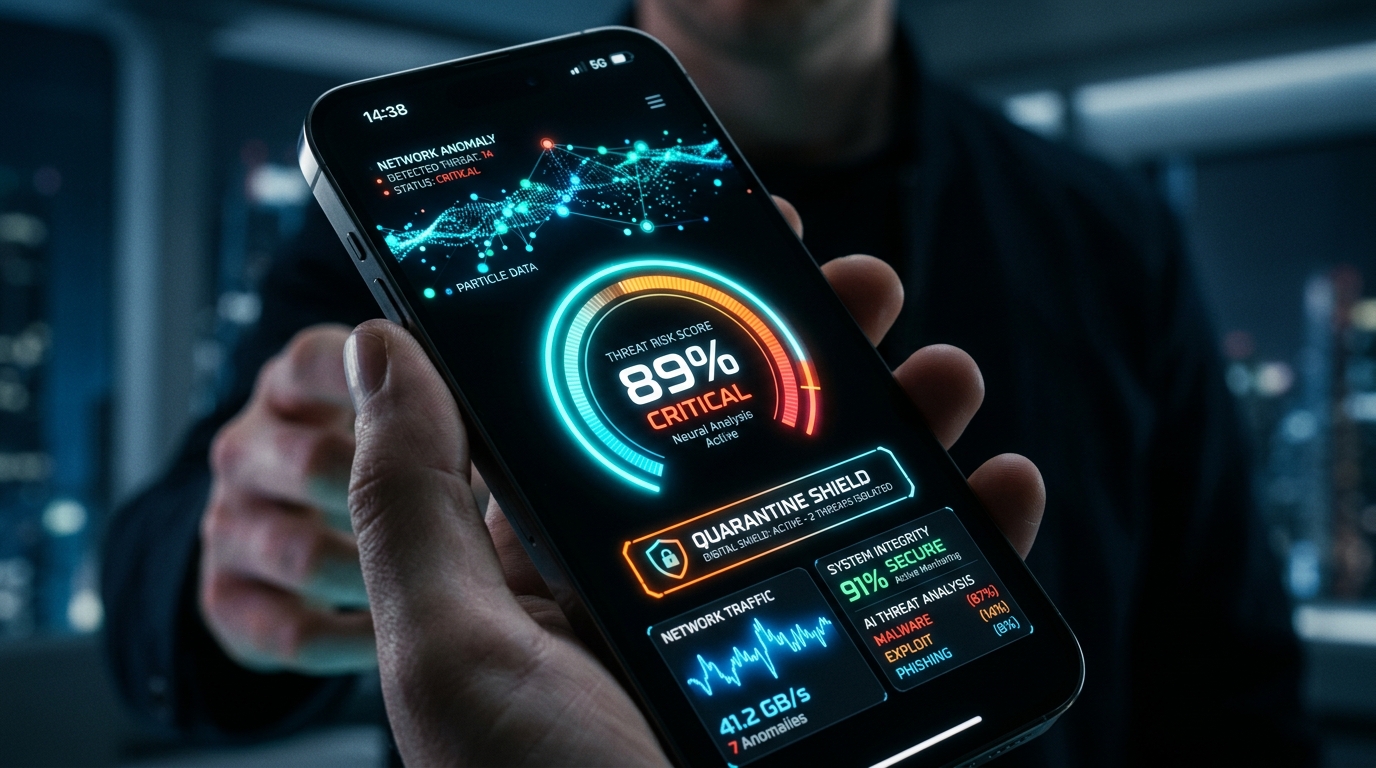 14:38
5G
NETWORK ANOMALY
DETECTED THREAT: 14
STATUS: CRITICAL
PARTICLE DATA
THREAT RISK SCORE
89%
CRITICAL
Neural Analysis
Active
QUARANTINE SHIELD
DIGITAL SHIELD: ACTIVE - 2 THREAPS ISOLATED
NETWORK TRAFFIC
41.2 GB/s
7 Anomalies
SYSTEM INTEGRITY
91% SECURE
Active Monitoring
AI THREAT ANALYSIS
MALWARE (87%)
EXPLOIT (14%)
PHISHING (8%)